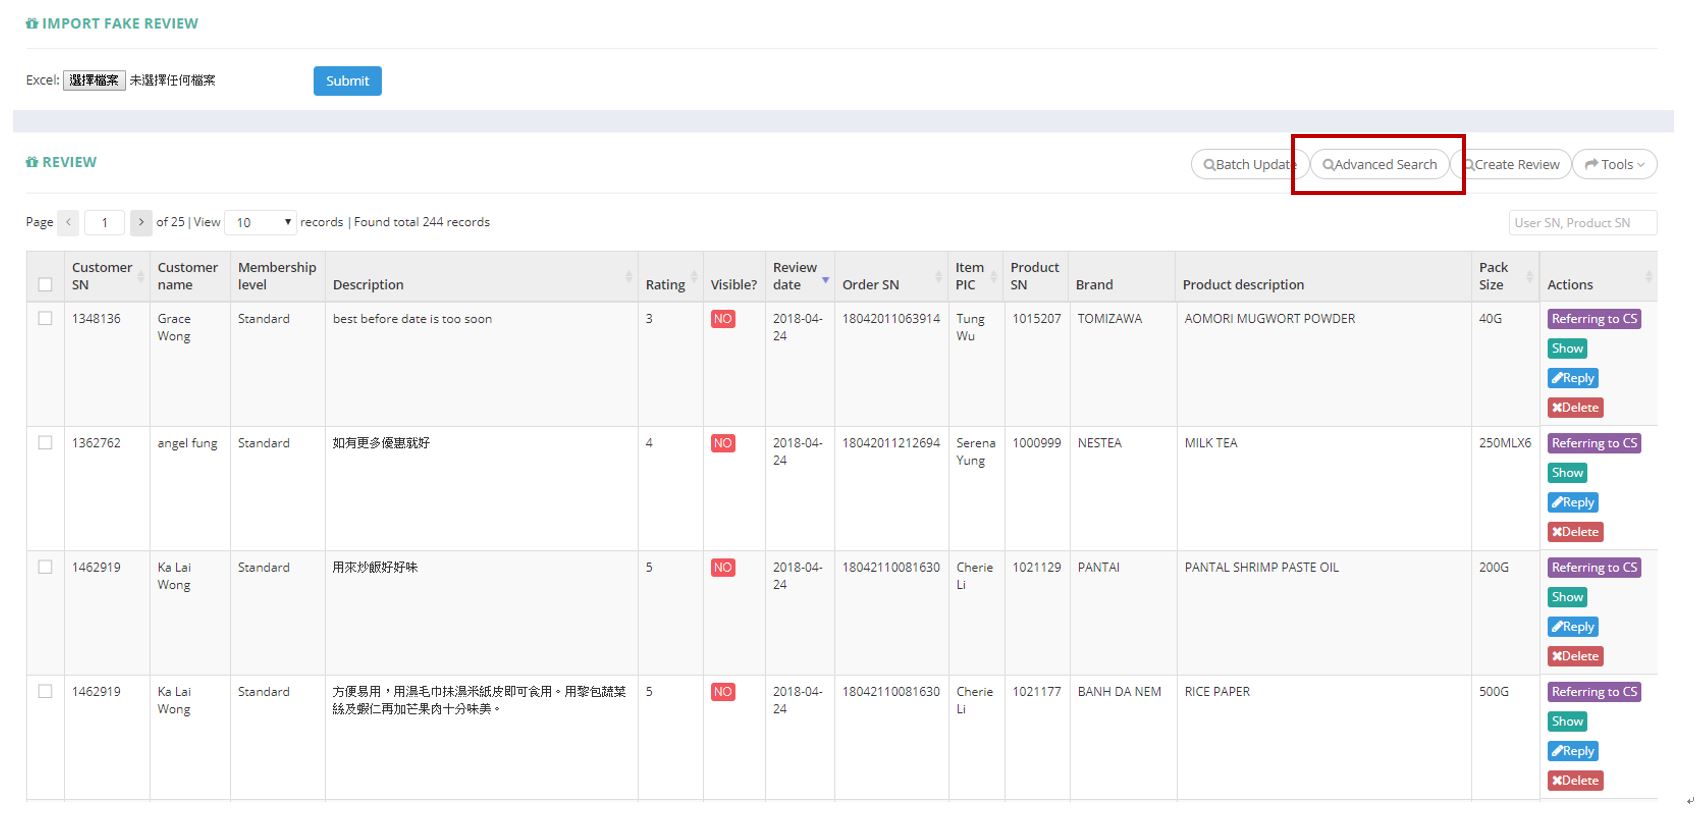 IMPORT FAKE REVIEW
Excel: 選擇檔案 未選擇任何檔案 Submit
REVIEW Batch Update Advanced Search Create Review Tools
Page < 1 > of 25 | View 10 records | Found total 244 records User SN, Product SN
Customer SN Customer name Membership level Description Rating Visible? Review date Order SN Item PIC Product SN Brand Product description Pack Size Actions
1348136 Grace Wong Standard best before date is too soon 3 NO 2018-04-24 18042011063914 Tung Wu 1015207 TOMIZAWA AOMORI MUGWORT POWDER 40G Referring to CS
Show
Reply
Delete
1362762 angel fung Standard 如有更多優惠就好 4 NO 2018-04-24 18042011212694 Serena Yung 1000999 NESTEA MILK TEA 250MLX6 Referring to CS
Show
Reply
Delete
1462919 Ka Lai Wong Standard 用來炒飯好好味 5 NO 2018-04-24 18042110081630 Cherie Li 1021129 PANTAI PANTAL SHRIMP PASTE OIL 200G Referring to CS
Show
Reply
Delete
1462919 Ka Lai Wong Standard 方便易用，用濕毛巾抹濕米紙皮即可食用。用黎包蔬菜絲及蝦仁再加芒果肉十分味美。 5 NO 2018-04-24 18042110081630 Cherie Li 1021177 BANH DA NEM RICE PAPER 500G Referring to CS
Show
Reply
Delete